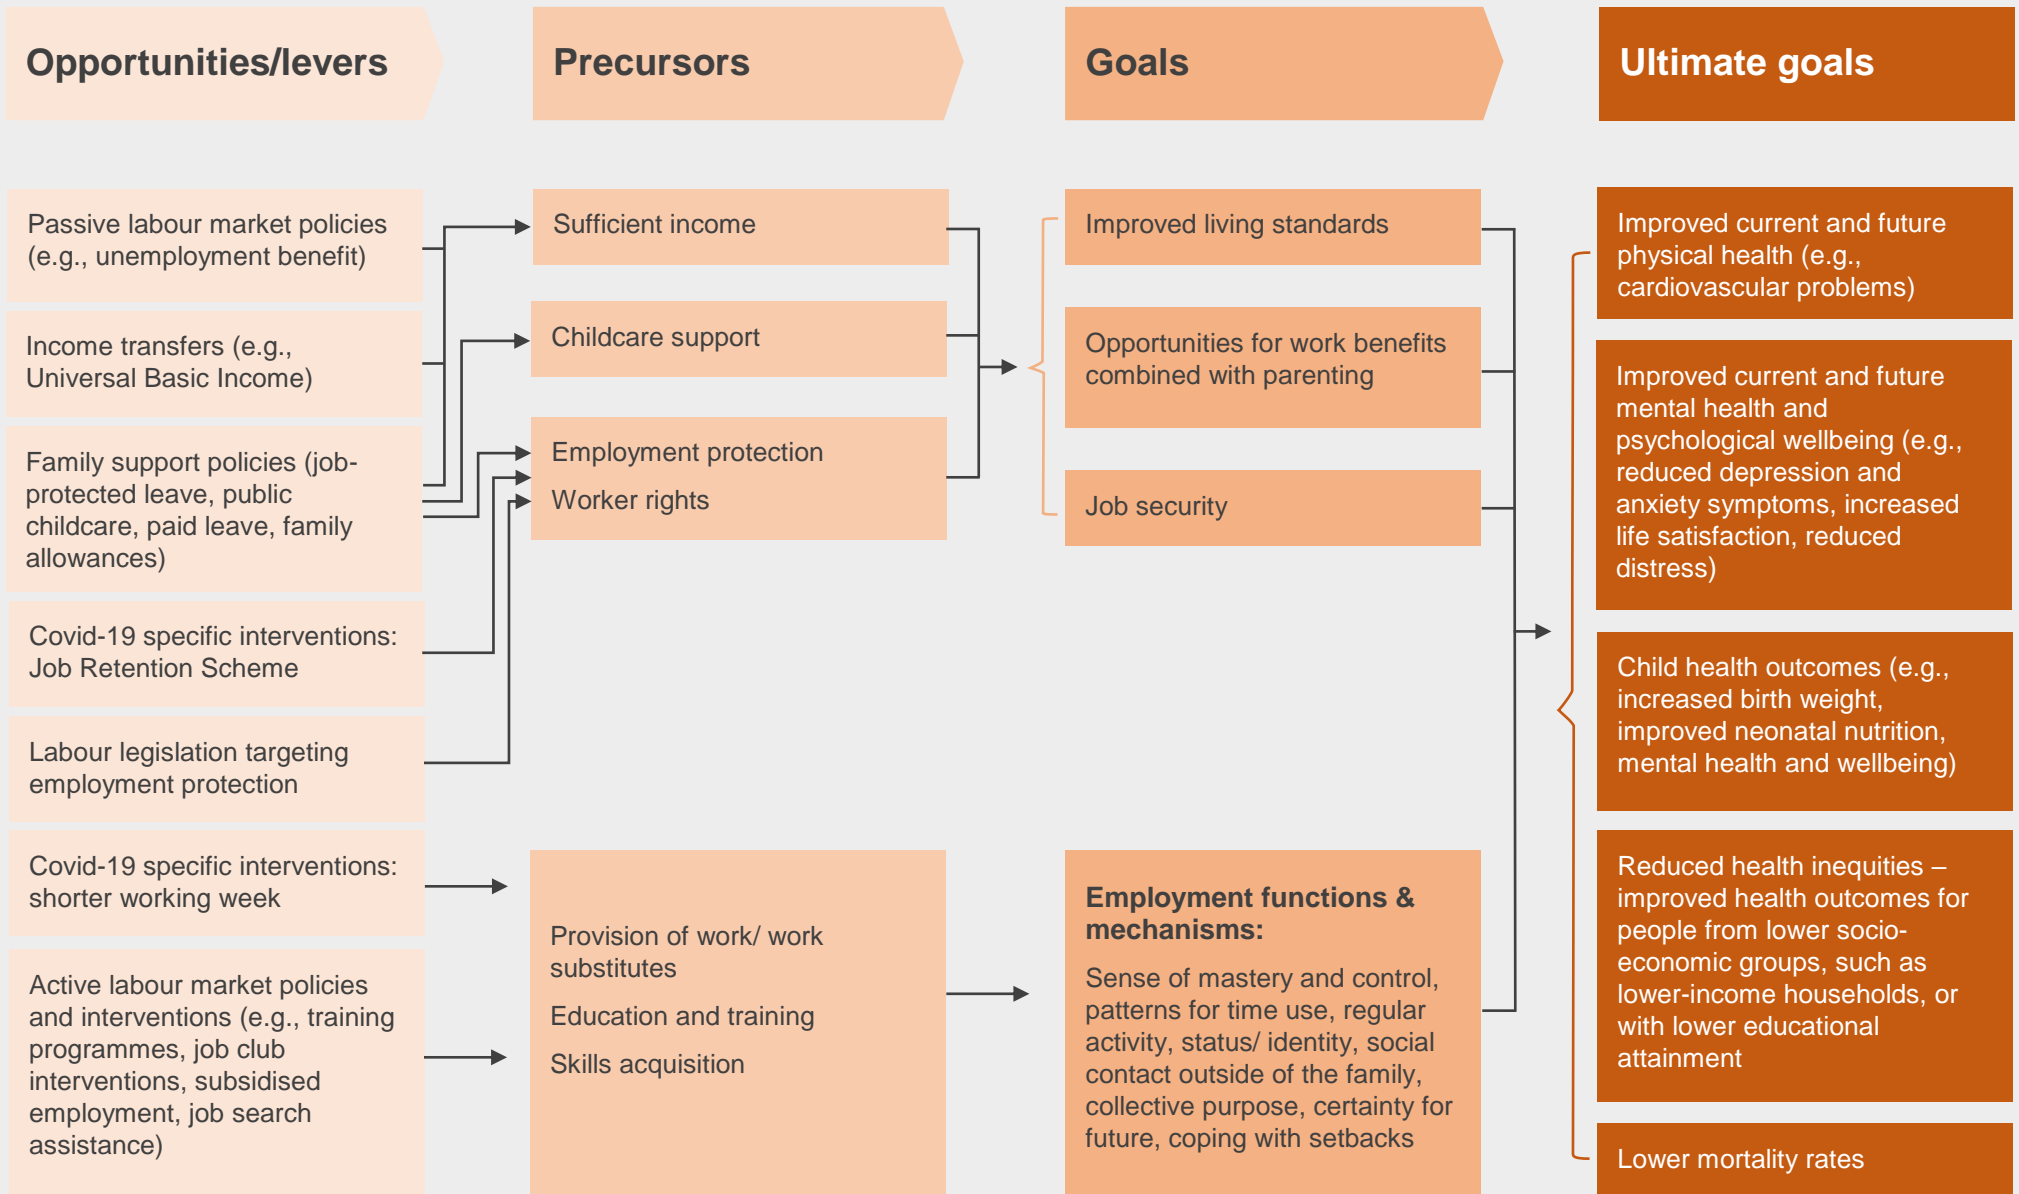 Opportunities/levers
Precursors
Goals
Ultimate goals
Passive labour market policies
(e.g., unemployment benefit)
Income transfers (e.g.,
Universal Basic Income)
Family support policies (job-
protected leave, public
childcare, paid leave, family
allowances)
Covid-19 specific interventions:
Job Retention Scheme
Labour legislation targeting
employment protection
Covid-19 specific interventions:
shorter working week
Active labour market policies
and interventions (e.g., training
programmes, job club
interventions, subsidised
employment, job search
assistance)
Sufficient income
Childcare support
Employment protection
Worker rights
Provision of work/ work
substitutes
Education and training
Skills acquisition
Improved living standards
Opportunities for work benefits
combined with parenting
Job security
Employment functions &
mechanisms:
Sense of mastery and control,
patterns for time use, regular
activity, status/ identity, social
contact outside of the family,
collective purpose, certainty for
future, coping with setbacks
Improved current and future
physical health (e.g.,
cardiovascular problems)
Improved current and future
mental health and
psychological wellbeing (e.g.,
reduced depression and
anxiety symptoms, increased
life satisfaction, reduced
distress)
Child health outcomes (e.g.,
increased birth weight,
improved neonatal nutrition,
mental health and wellbeing)
Reduced health inequities –
improved health outcomes for
people from lower socio-
economic groups, such as
lower-income households, or
with lower educational
attainment
Lower mortality rates